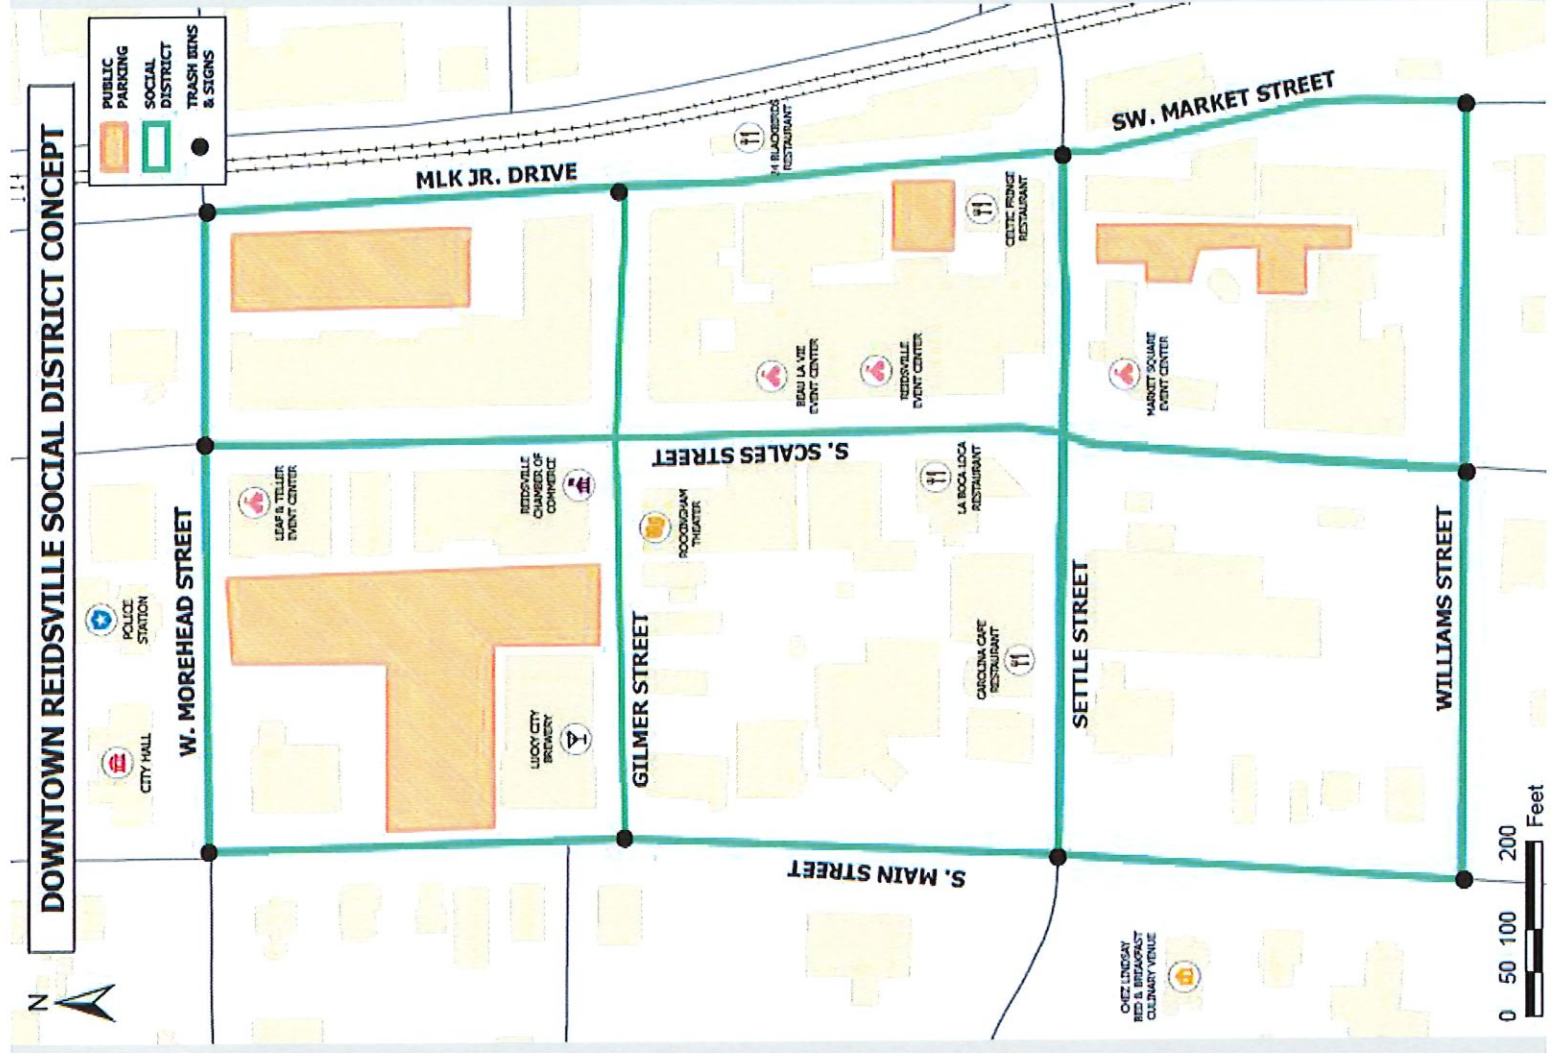 DOWNTOWN REIDSVILLE SOCIAL DISTRICT CONCEPT
N
PUBLIC
PARKING
SOCIAL
DISTRICT
TRASH BINS
& SIGNS
CITY HALL
POLICE
STATION
W. MOREHEAD STREET
LEAF & TELLER
EVENT CENTER
MLK JR. DRIVE
REIDSVILLE
CHAMBER OF
COMMERCE
LUCKY CITY
BREWERY
GILMER STREET
ROCKINGHAM
THEATER
S. SCALES STREET
24 BLACKBIRDS
RESTAURANT
BEAU LA VIE
EVENT CENTER
REIDSVILLE
EVENT CENTER
CELTIC FRINGE
RESTAURANT
LA BOCA LOCA
RESTAURANT
CAROLINA CAFE
RESTAURANT
S. MAIN STREET
SETTLE STREET
SW. MARKET STREET
MARKET SQUARE
EVENT CENTER
CHEZ LINDSAY
BED & BREAKFAST
CULINARY VENUE
WILLIAMS STREET
0 50 100 200
Feet